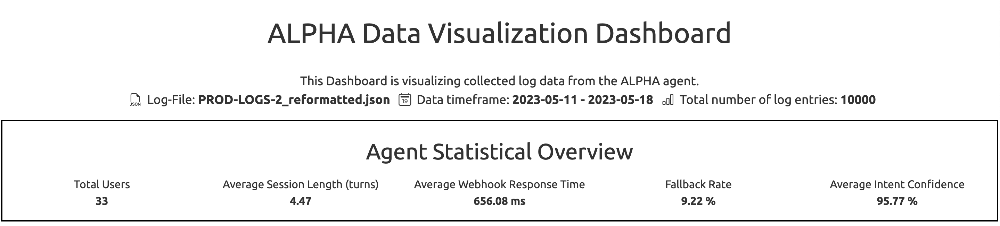 ALPHA Data Visualization Dashboard
This Dashboard is visualizing collected log data from the ALPHA agent.
JSON Log-File: PROD-LOGS-2_reformatted.json 19 Data timeframe: 2023-05-11 - 2023-05-18 Total number of log entries: 10000
Agent Statistical Overview
Total Users Average Session Length (turns) Average Webhook Response Time Fallback Rate Average Intent Confidence
33 4.47 656.08 ms 9.22 % 95.77 %